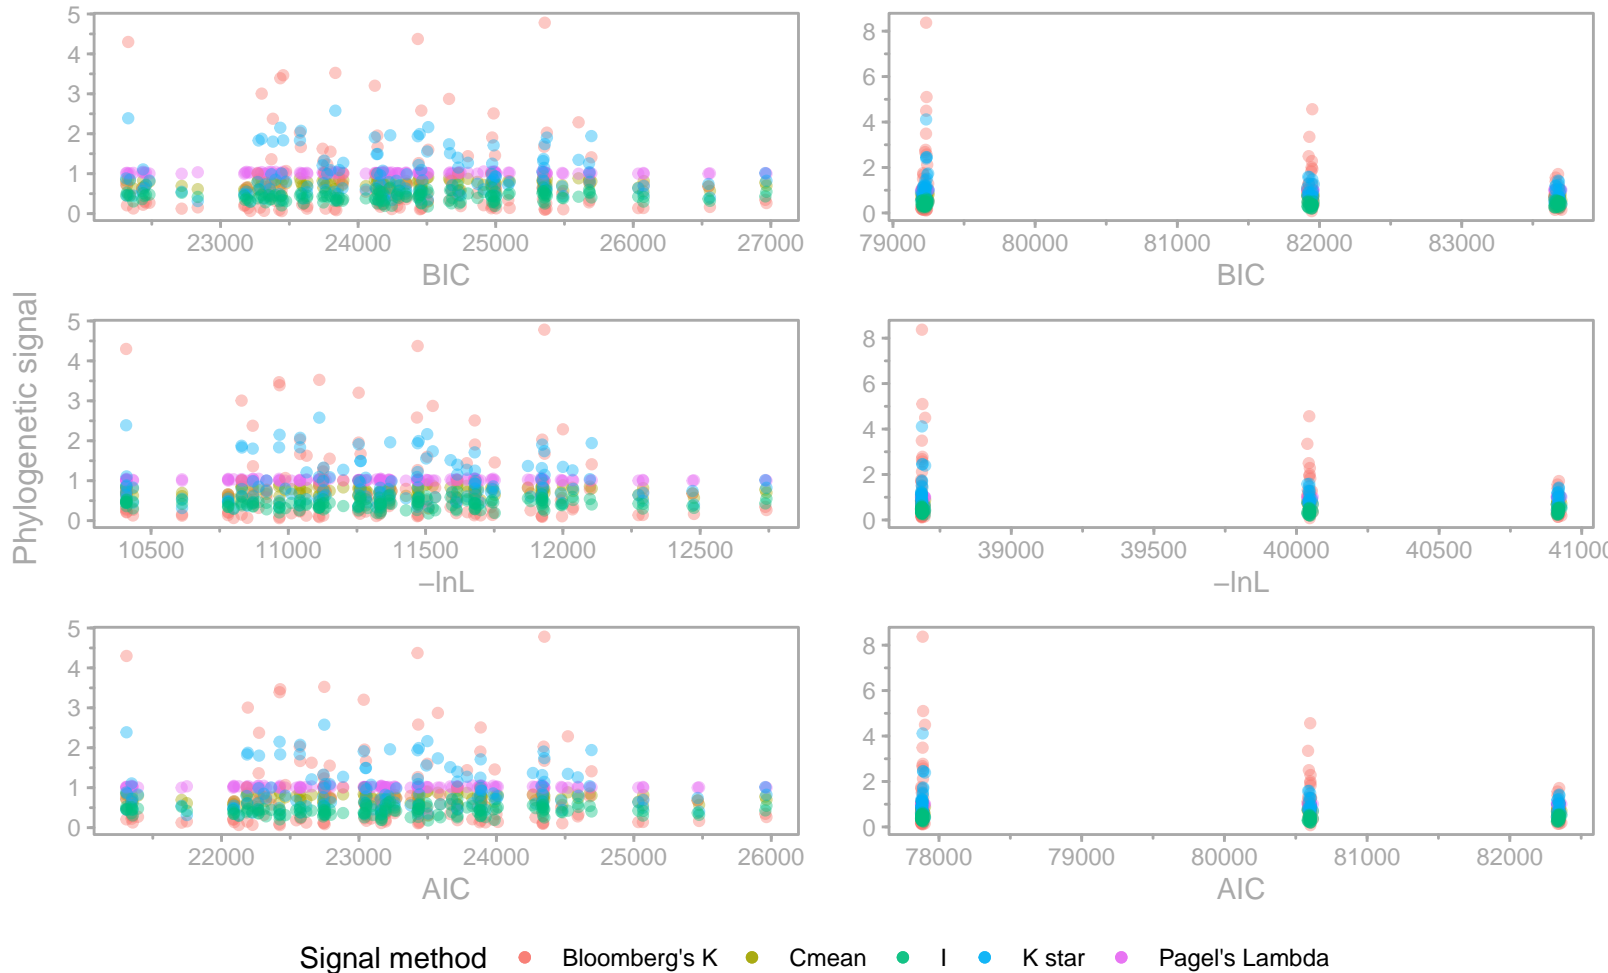 5
4
3
2
1
0
23000 24000 25000 26000 27000
BIC
8
6
4
2
0
79000 80000 81000 82000 83000
BIC
Phylogenetic signal
5
4
3
2
1
0
10500 11000 11500 12000 12500
−lnL
8
6
4
2
0
39000 39500 40000 40500 41000
−lnL
5
4
3
2
1
0
22000 23000 24000 25000 26000
AIC
8
6
4
2
0
78000 79000 80000 81000 82000
AIC
Signal method Bloomberg's K Cmean I K star Pagel's Lambda